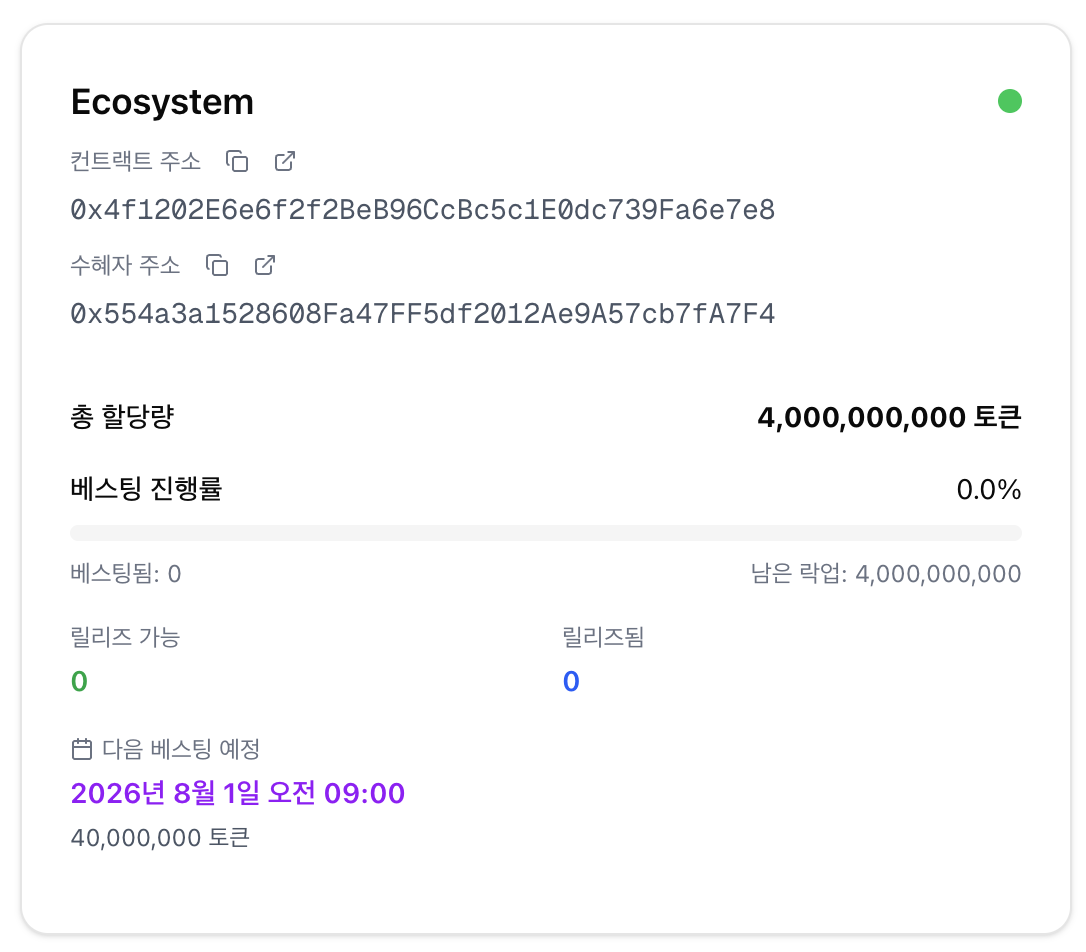 Ecosystem
컨트랙트 주소
0x4f1202E6e6f2f2BeB96CcBc5c1E0dc739Fa6e7e8
수혜자 주소
0x554a3a1528608Fa47FF5df2012Ae9A57cb7fA7F4
총 할당량 4,000,000,000 토큰
베스팅 진행률 0.0%
베스팅됨: 0 남은 락업: 4,000,000,000
릴리즈 가능 릴리즈됨
0 0
다음 베스팅 예정
2026년 8월 1일 오전 09:00
40,000,000 토큰